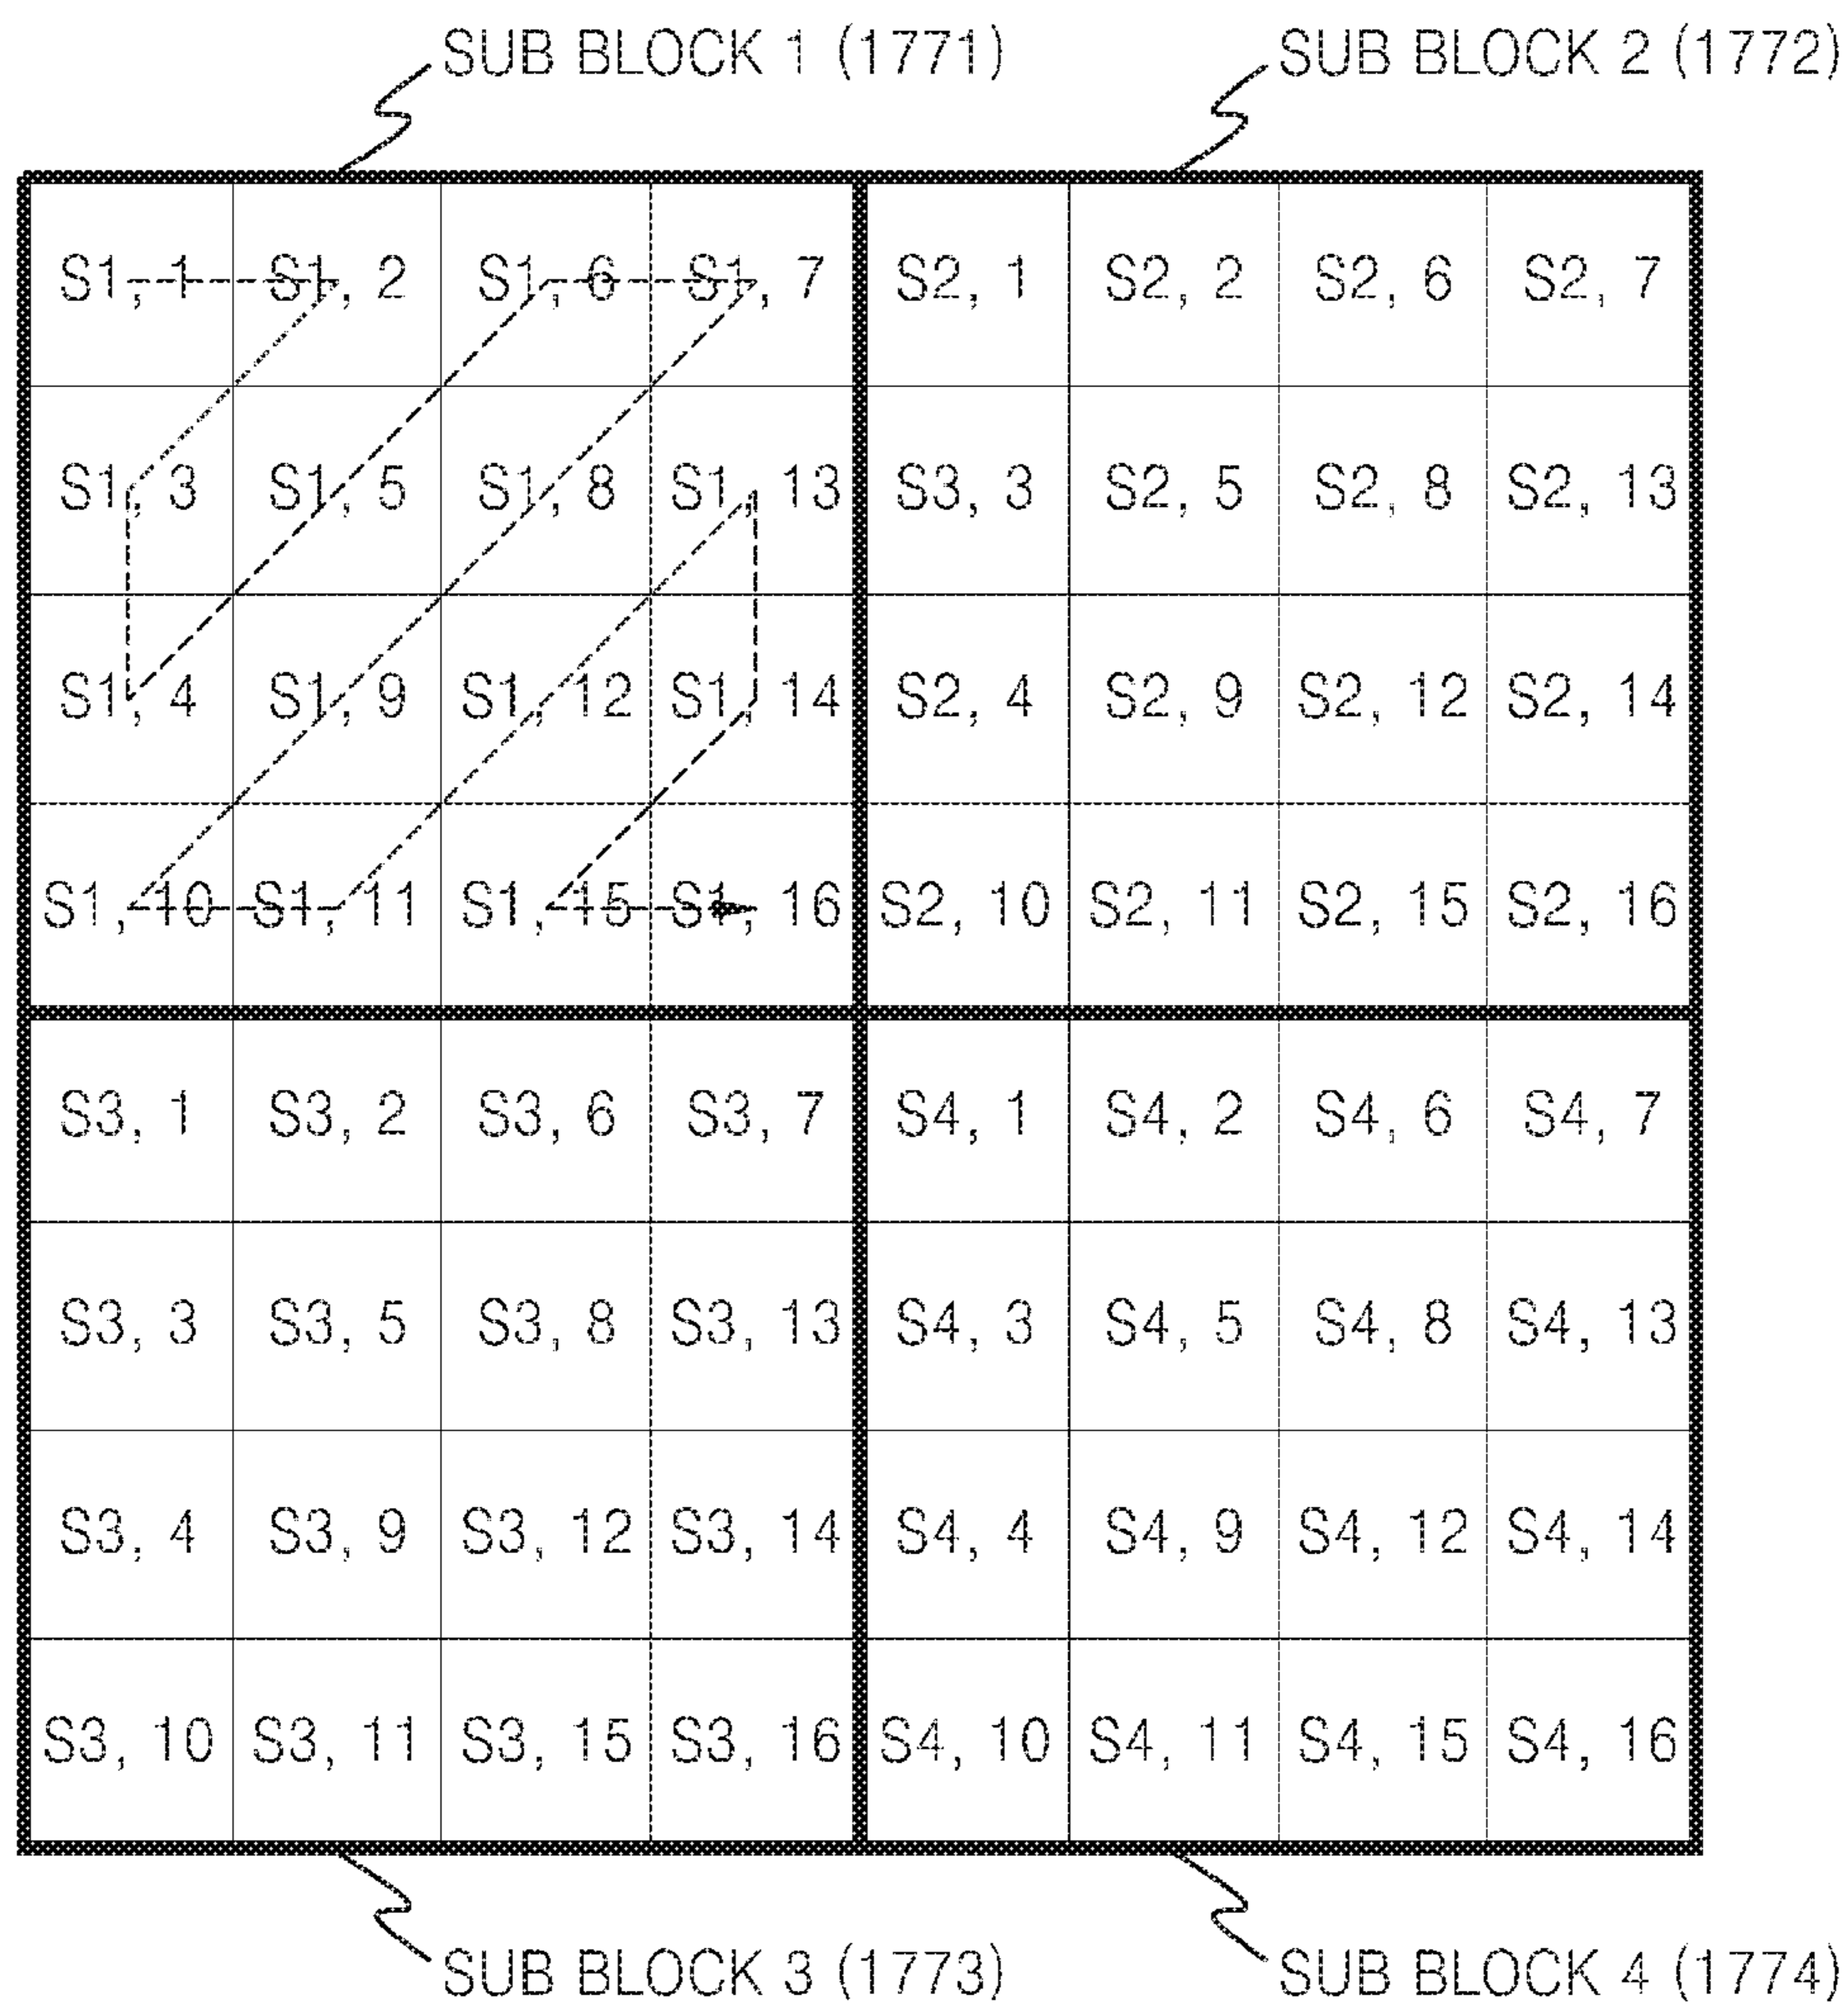 SUB BLOCK 1 (1771) SUB BLOCK 2 (1772)
S1, 1 S1, 2 S1, 6 S1, 7 S2, 1 S2, 2 S2, 6 S2, 7
S1, 3 S1, 5 S1, 8 S1, 13 S3, 3 S2, 5 S2, 8 S2, 13
S1, 4 S1, 9 S1, 12 S1, 14 S2, 4 S2, 9 S2, 12 S2, 14
S1, 10 S1, 11 S1, 15 S1, 16 S2, 10 S2, 11 S2, 15 S2, 16
S3, 1 S3, 2 S3, 6 S3, 7 S4, 1 S4, 2 S4, 6 S4, 7
S3, 3 S3, 5 S3, 8 S3, 13 S4, 3 S4, 5 S4, 8 S4, 13
S3, 4 S3, 9 S3, 12 S3, 14 S4, 4 S4, 9 S4, 12 S4, 14
S3, 10 S3, 11 S3, 15 S3, 16 S4, 10 S4, 11 S4, 15 S4, 16
SUB BLOCK 3 (1773) SUB BLOCK 4 (1774)